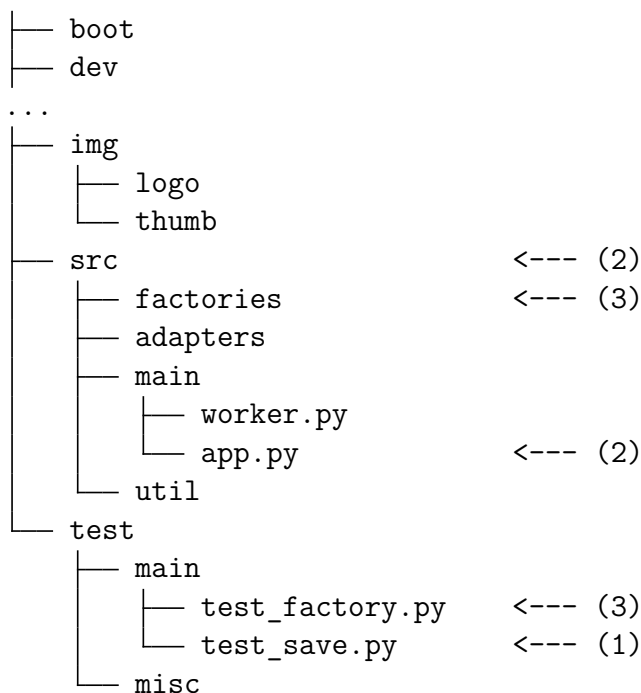 ├── boot
├── dev
...
├── img
│   ├── logo
│   └── thumb
├── src                        <--- (2)
│   ├── factories              <--- (3)
│   ├── adapters
│   ├── main
│   │   ├── worker.py
│   │   └── app.py             <--- (2)
│   └── util
└── test
    ├── main
    │   ├── test_factory.py    <--- (3)
    │   └── test_save.py       <--- (1)
    └── misc